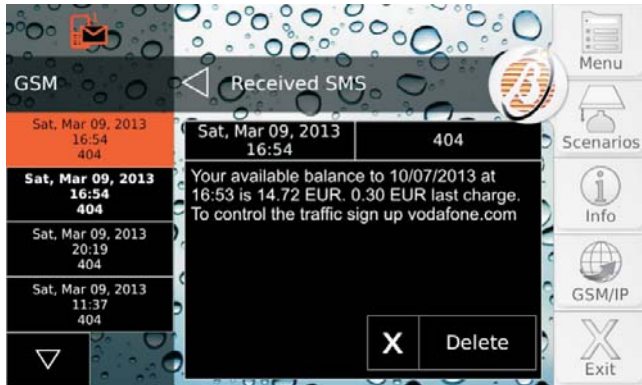 GSM
Sat, Mar 09, 2013
16:54
404
Sat, Mar 09, 2013
16:54
404
Sat, Mar 09, 2013
20:19
404
Sat, Mar 09, 2013
11:37
404
Received SMS
Sat, Mar 09, 2013
16:54
404
Your available balance to 10/07/2013 at
16:53 is 14.72 EUR. 0.30 EUR last charge.
To control the traffic sign up vodafone.com
X
Delete
Menu
Scenarios
Info
GSM/IP
Exit